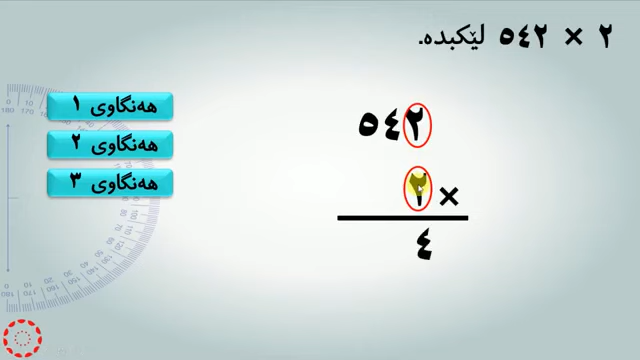 ٢ × ٥٤٢ لێکبدە.
هەنگاوی ١
هەنگاوی ٢
هەنگاوی ٣
٥٤٢
٢ ×
٤